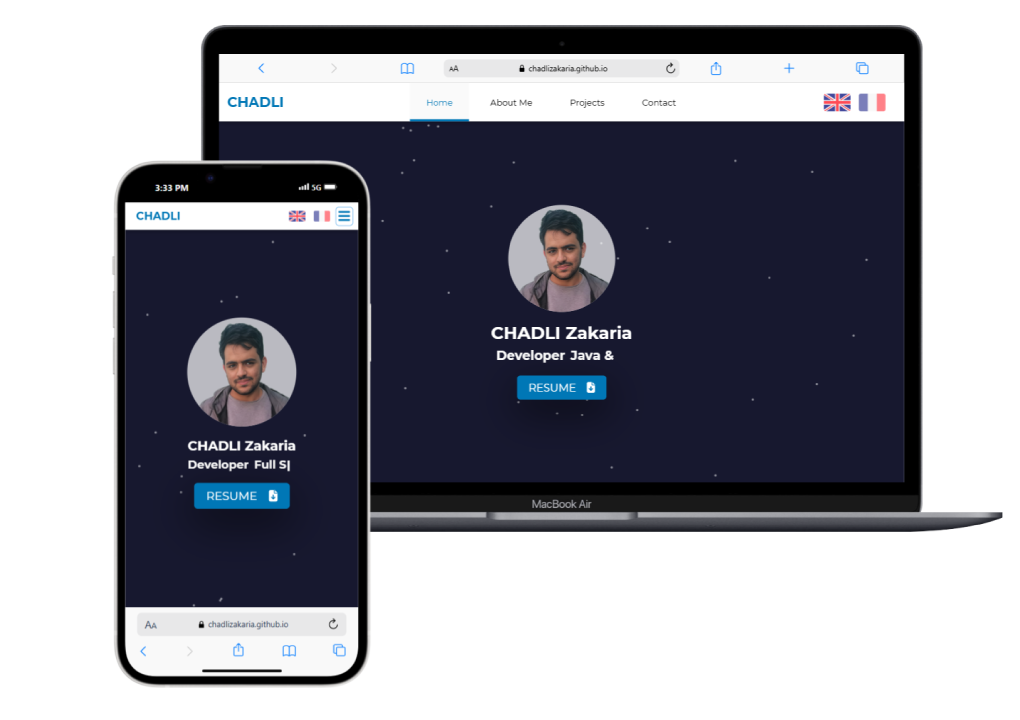 AA chadlizakaria.github.io
CHADLI Home About Me Projects Contact
CHADLI Zakaria
Developer Java &
RESUME
MacBook Air
3:33 PM 5G
CHADLI
CHADLI Zakaria
Developer Full S|
RESUME
AA chadlizakaria.github.io